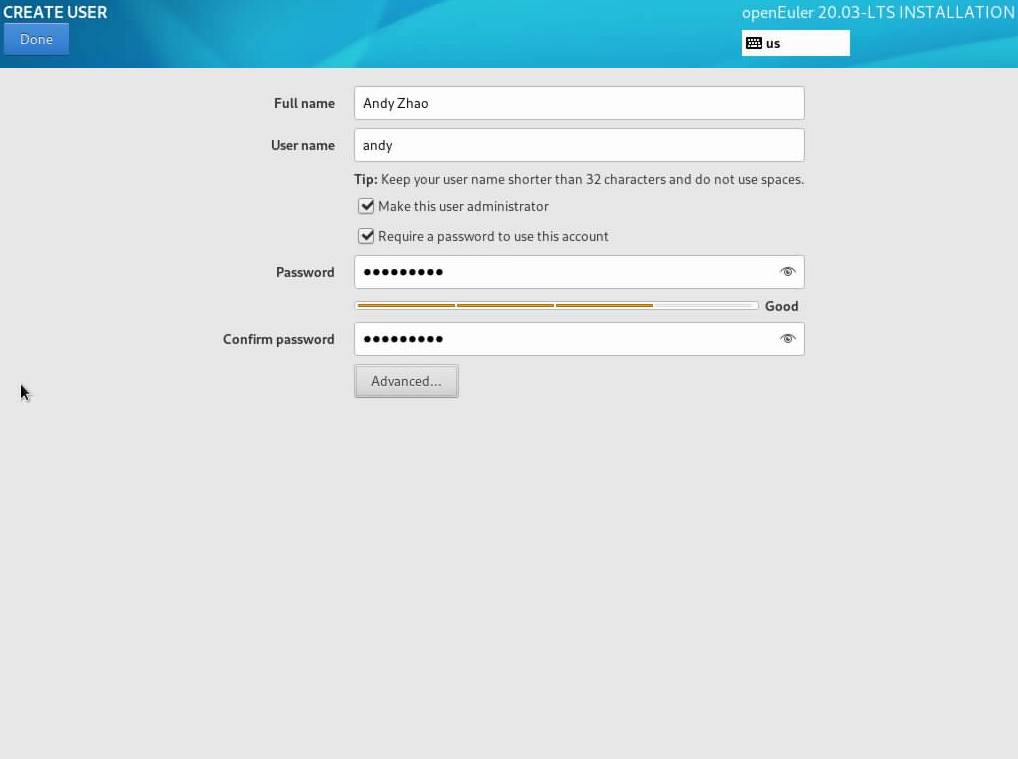 CREATE USER
openEuler 20.03-LTS INSTALLATION
Done
us
Full name
Andy Zhao
User name
andy
Tip: Keep your user name shorter than 32 characters and do not use spaces.
Make this user administrator
Require a password to use this account
Password
●●●●●●●●●
Good
Confirm password
●●●●●●●●●
Advanced...